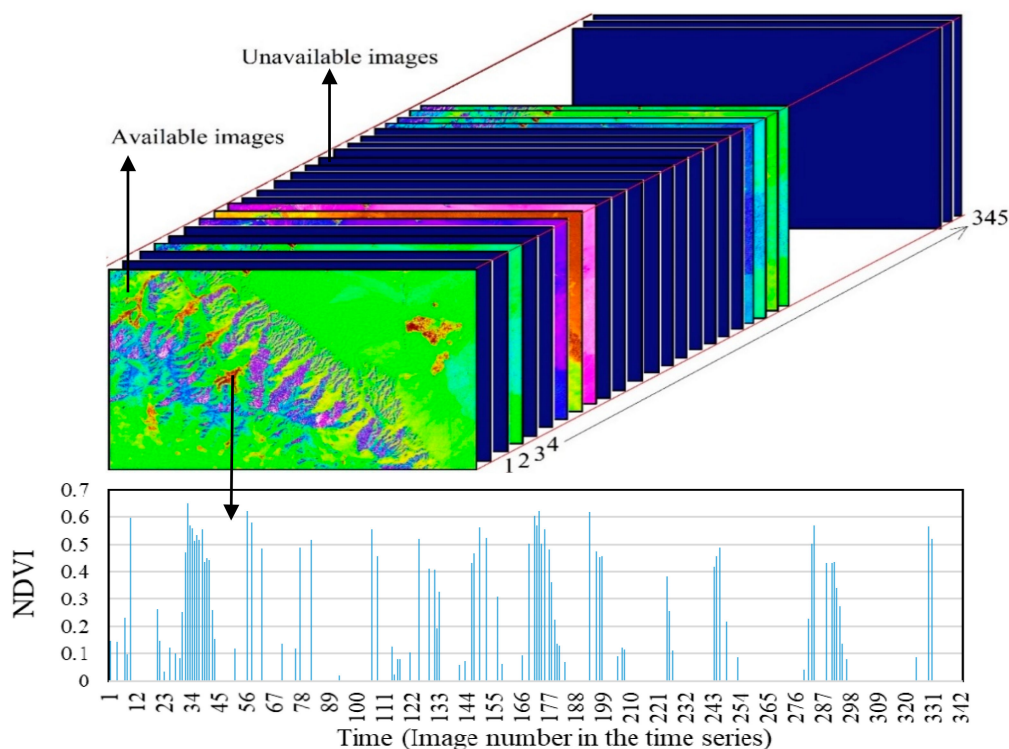 Unavailable images
Available images
345
1 2 3 4
0.7
0.6
0.5
0.4
0.3
0.2
0.1
0
NDVI
1 12 23 34 45 56 67 78 89 100 111 122 133 144 155 166 177 188 199 210 221 232 243 254 265 276 287 298 309 320 331 342
Time (Image number in the time series)